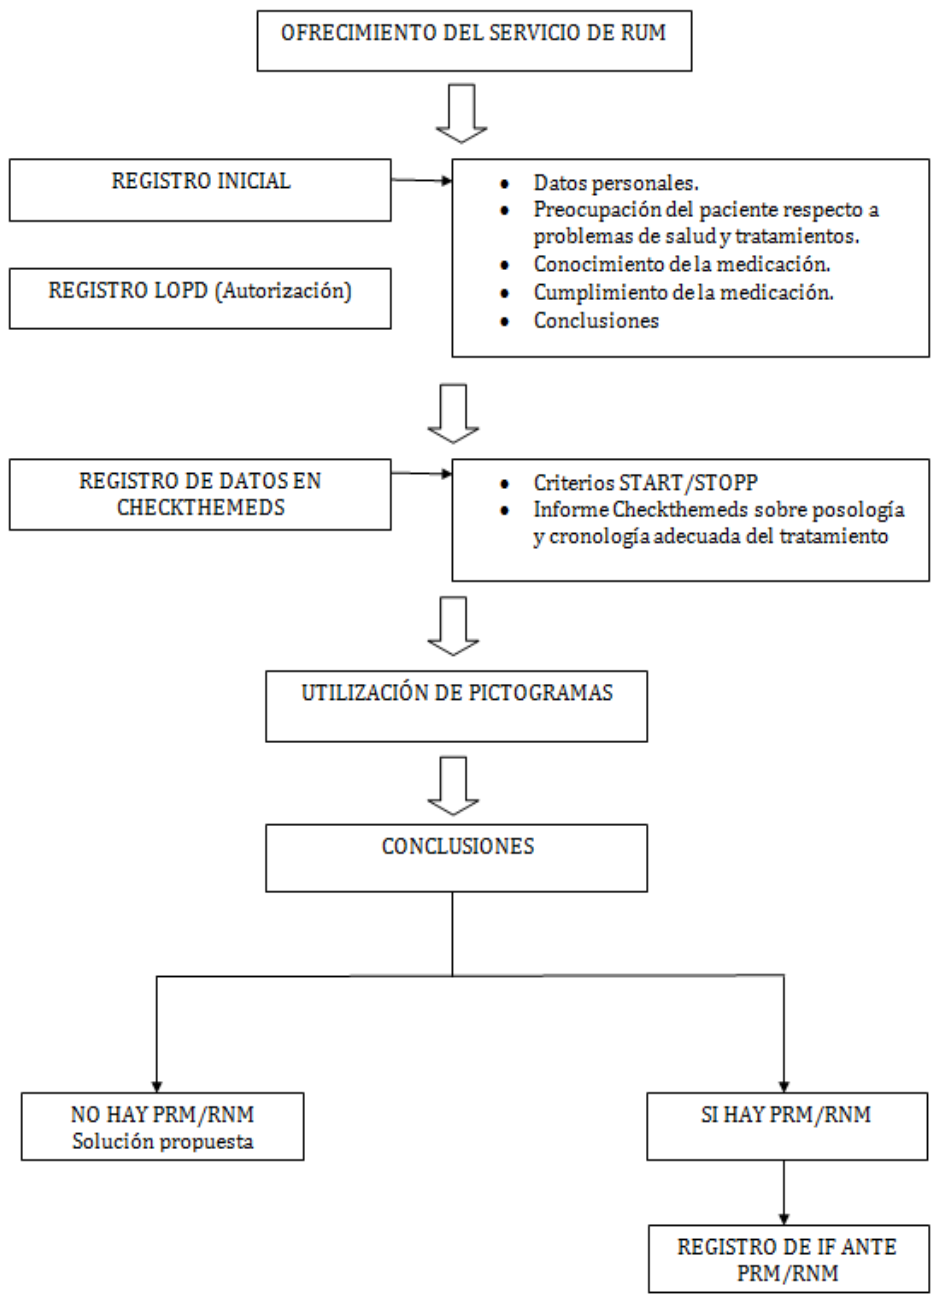 OFRECIMIENTO DEL SERVICIO DE RUM
REGISTRO INICIAL
REGISTRO LOPD (Autorización)
• Datos personales.
• Preocupación del paciente respecto a
problemas de salud y tratamientos.
• Conocimiento de la medicación.
• Cumplimiento de la medicación.
• Conclusiones
REGISTRO DE DATOS EN
CHECKTHEMEDS
• Criterios START/STOPP
• Informe Checkthemeds sobre posología
y cronología adecuada del tratamiento
UTILIZACIÓN DE PICTOGRAMAS
CONCLUSIONES
NO HAY PRM/RNM
Solución propuesta
SI HAY PRM/RNM
REGISTRO DE IF ANTE
PRM/RNM